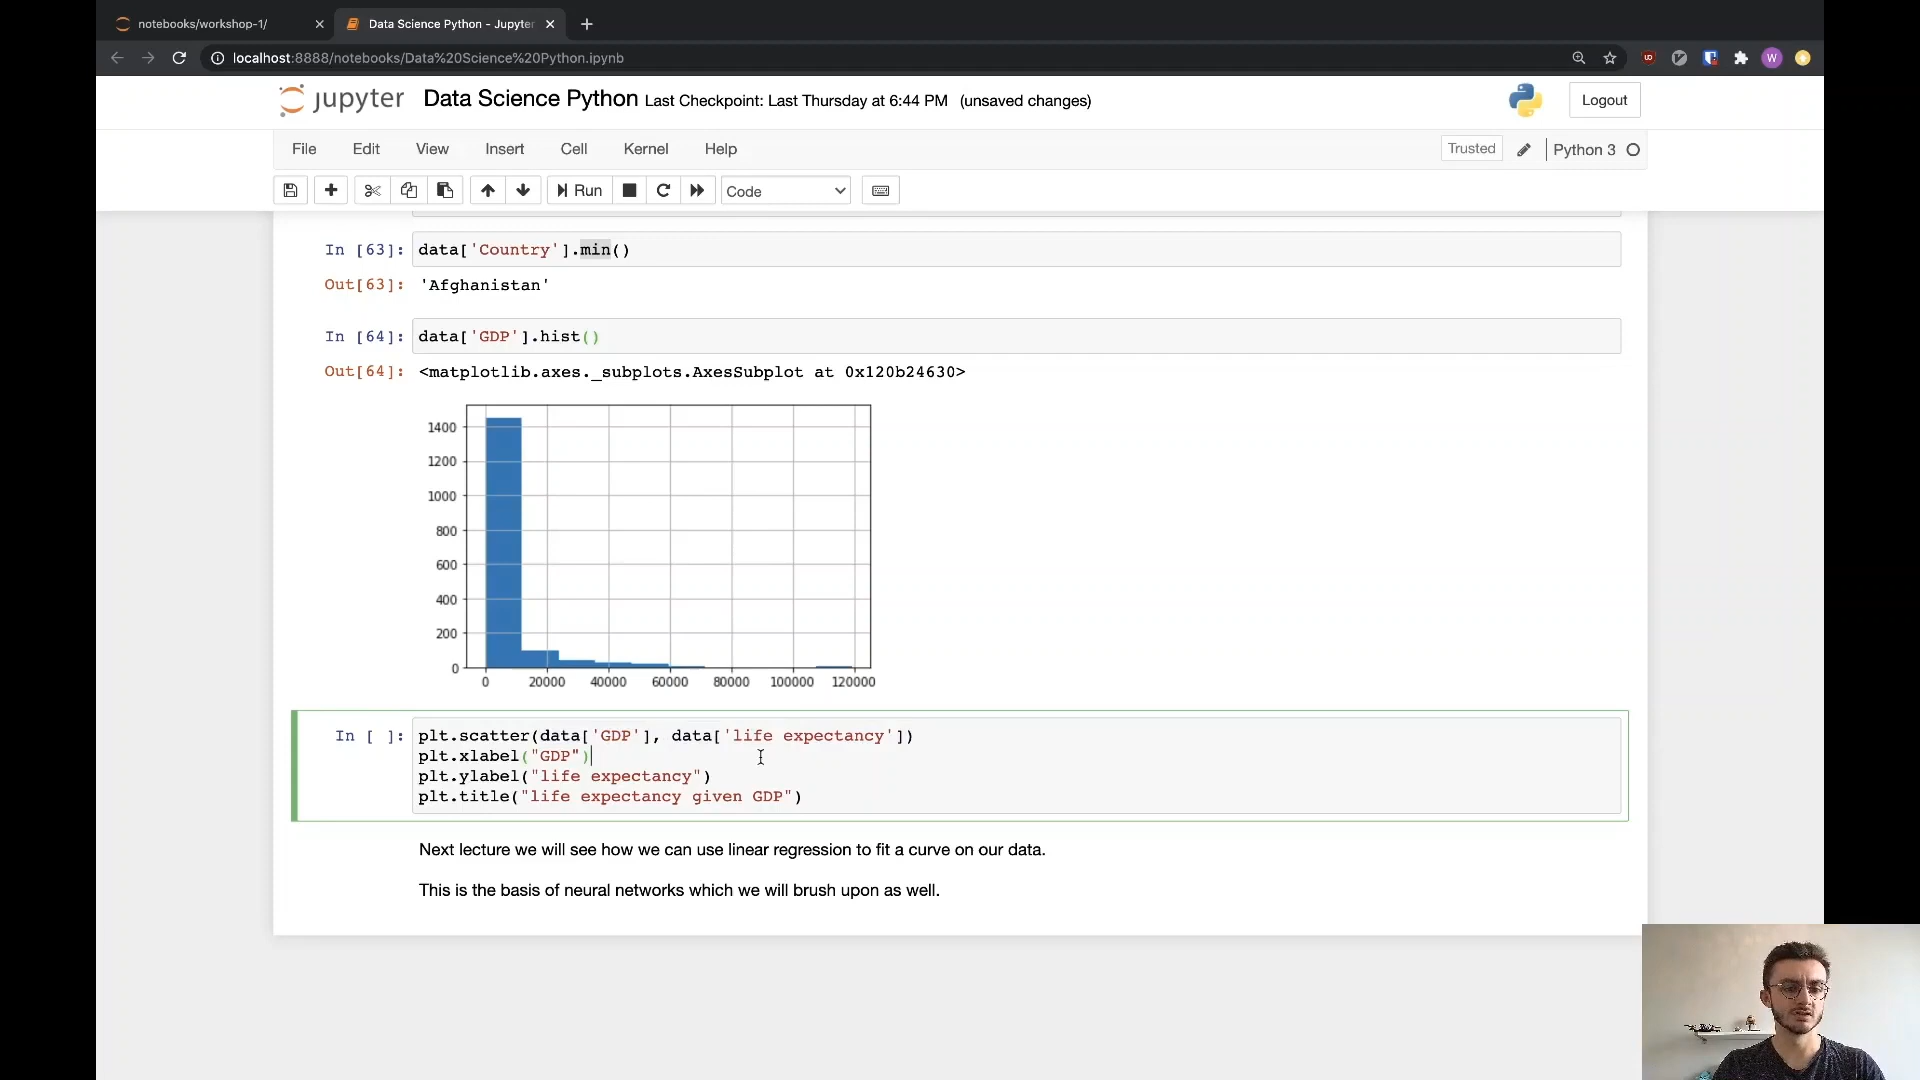 notebooks/workshop-1/
Data Science Python - Jupyter
localhost:8888/notebooks/Data%20Science%20Python.ipynb
W
jupyter Data Science Python Last Checkpoint: Last Thursday at 6:44 PM (unsaved changes)
Logout
File Edit View Insert Cell Kernel Help
Trusted
Python 3
Run
Code
In [63]: data['Country'].min()
Out[63]: 'Afghanistan'
In [64]: data['GDP'].hist()
Out[64]: <matplotlib.axes._subplots.AxesSubplot at 0x120b24630>
1400
1200
1000
800
600
400
200
0
0 20000 40000 60000 80000 100000 120000
In [ ]: plt.scatter(data['GDP'], data['life expectancy'])
plt.xlabel("GDP")
plt.ylabel("life expectancy")
plt.title("life expectancy given GDP")
Next lecture we will see how we can use linear regression to fit a curve on our data.
This is the basis of neural networks which we will brush upon as well.